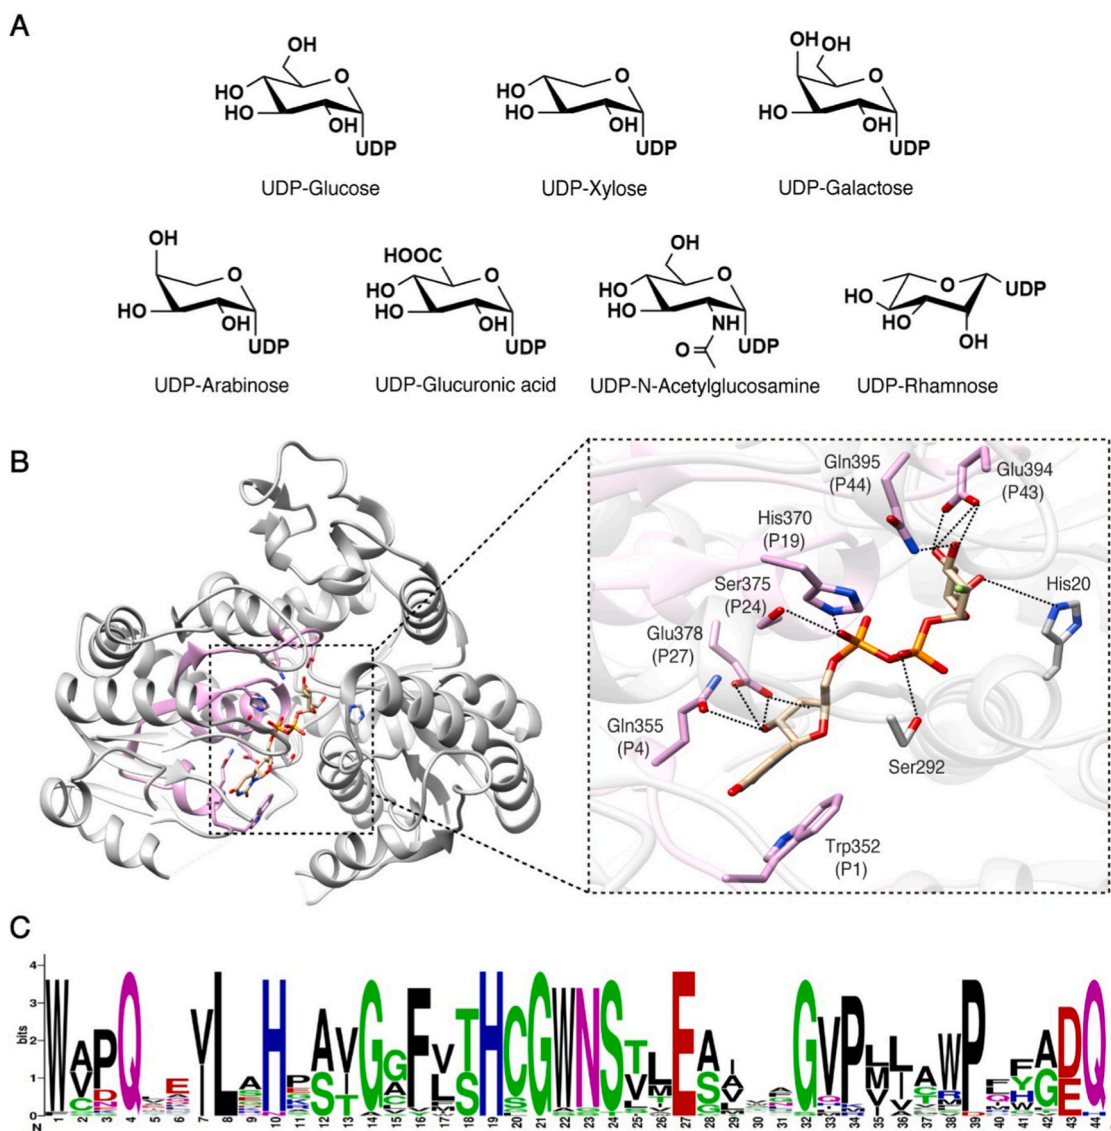 A
OH
HO
HO
O
OH
UDP
UDP-Glucose
HO
HO
O
OH
UDP
UDP-Xylose
OH
OH
HO
O
OH
UDP
UDP-Galactose
OH
HO
O
OH
UDP
UDP-Arabinose
HOOC
HO
HO
O
OH
UDP
UDP-Glucuronic acid
OH
HO
HO
O
NH
O
UDP
UDP-N-Acetylglucosamine
O
UDP
HO
HO
OH
UDP-Rhamnose
B
Gln395
(P44)
Glu394
(P43)
His370
(P19)
Ser375
(P24)
His20
Glu378
(P27)
Gln355
(P4)
Ser292
Trp352
(P1)
C
bits
4
3
2
1
0
1 2 3 4 5 6 7 8 9 10 11 12 13 14 15 16 17 18 19 20 21 22 23 24 25 26 27 28 29 30 31 32 33 34 35 36 37 38 39 40 41 42 43 44
N